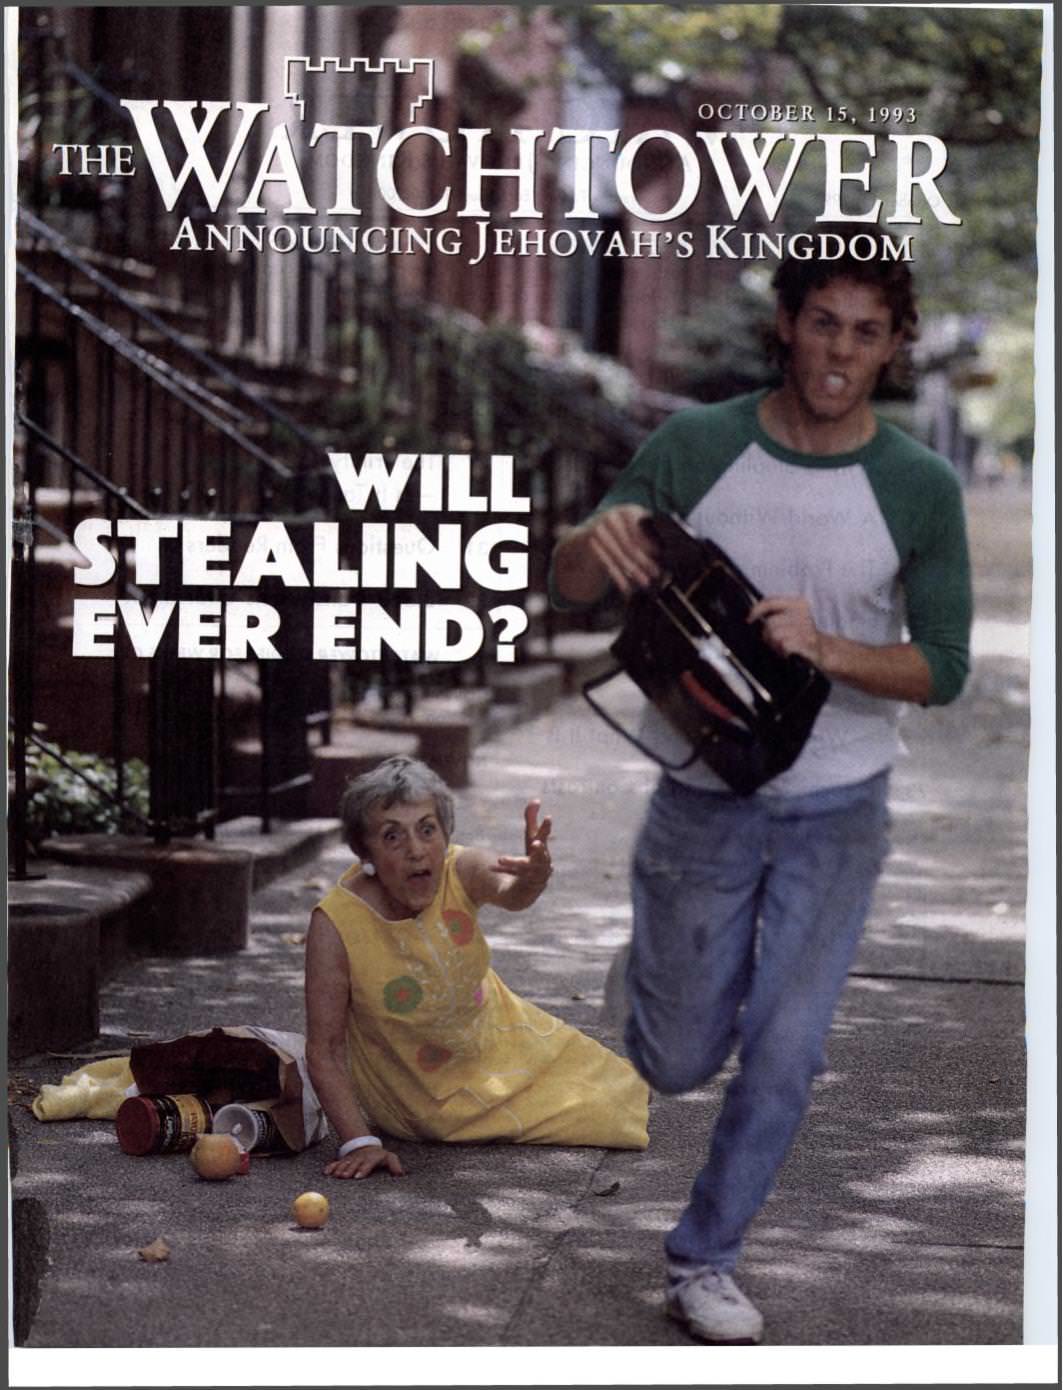 OCTOBER 15, 1993
THE WATCHTOWER
ANNOUNCING JEHOVAH'S KINGDOM
WILL
STEALING
EVER END?